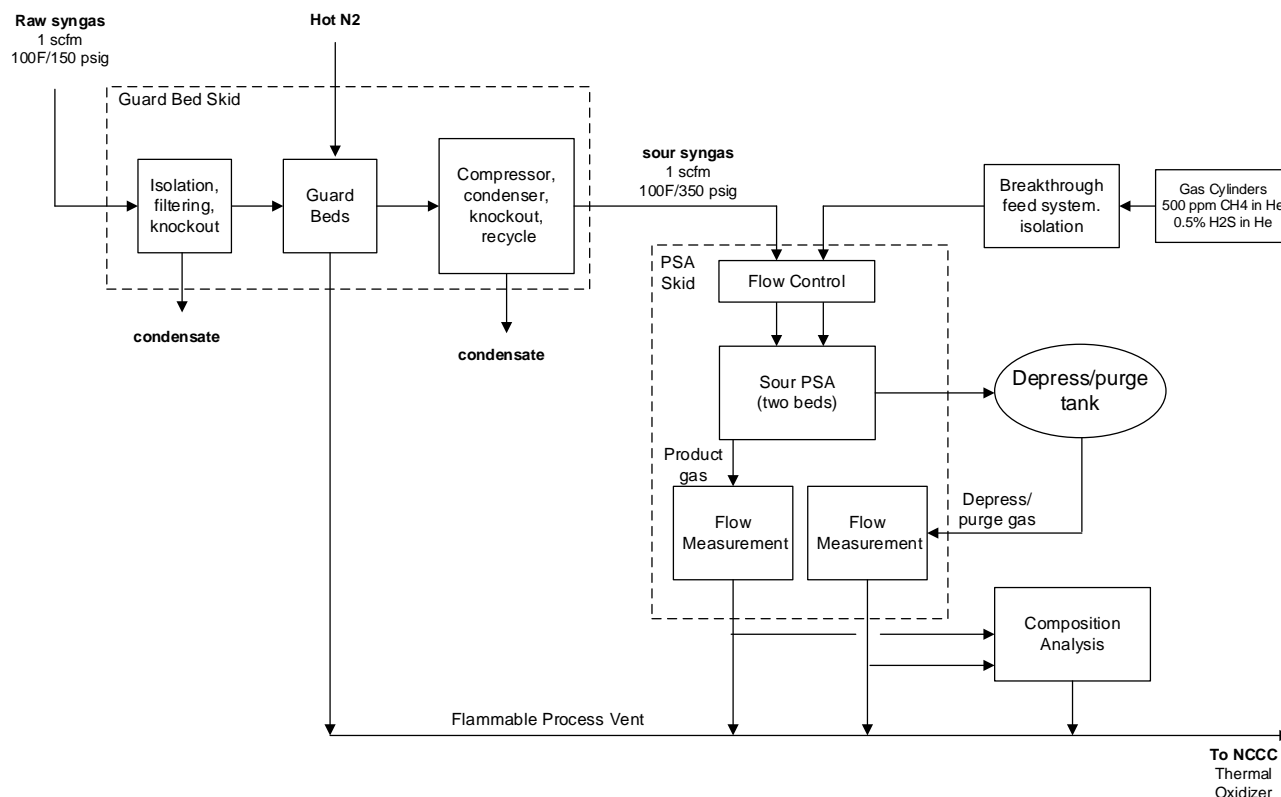 Raw syngas
1 scfm
100F/150 psig
Hot N2
Guard Bed Skid
Isolation,
filtering,
knockout
Guard
Beds
Compressor,
condenser,
knockout,
recycle
sour syngas
1 scfm
100F/350 psig
Breakthrough
feed system.
isolation
Gas Cylinders
500 ppm CH4 in He
0.5% H2S in He
condensate
condensate
PSA
Skid
Flow Control
Sour PSA
(two beds)
Depress/purge
tank
Product
gas
Flow
Measurement
Flow
Measurement
Depress/
purge gas
Composition
Analysis
Flammable Process Vent
To NCCC
Thermal
Oxidizer